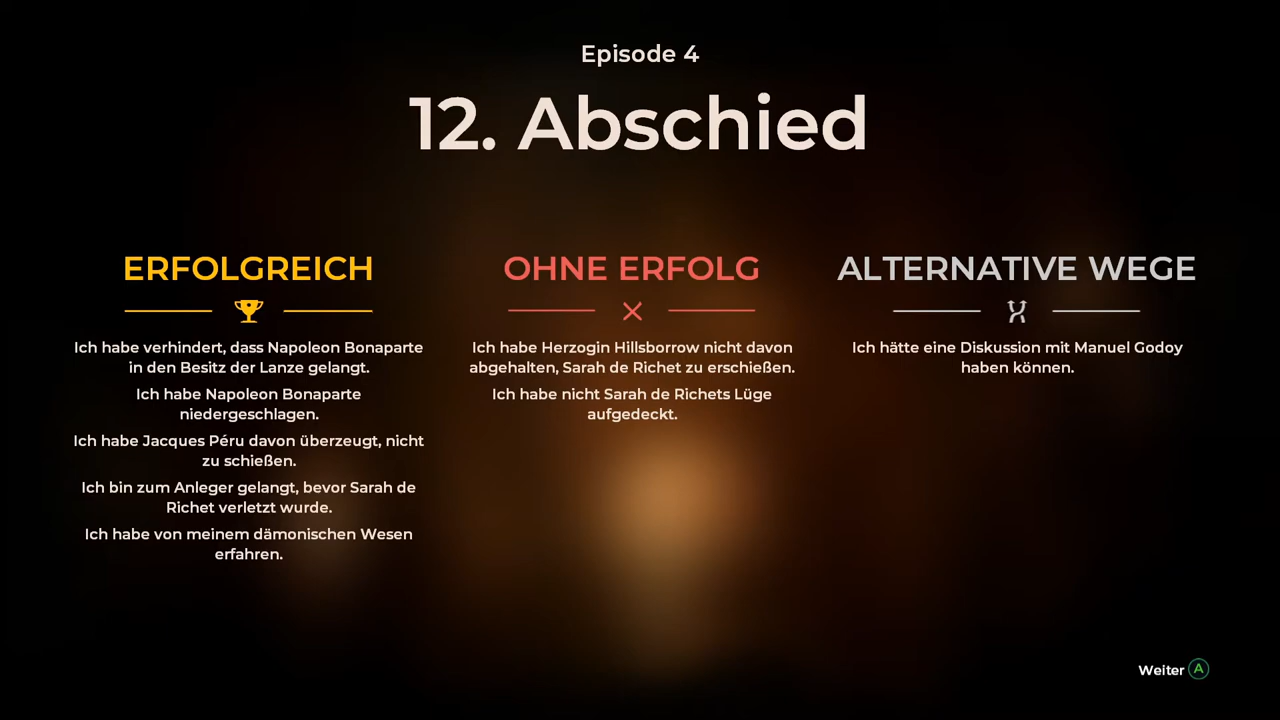 Episode 4
12. Abschied
ERFOLGREICH
Ich habe verhindert, dass Napoleon Bonaparte
in den Besitz der Lanze gelangt.
Ich habe Napoleon Bonaparte
niedergeschlagen.
Ich habe Jacques Péru davon überzeugt, nicht
zu schießen.
Ich bin zum Anleger gelangt, bevor Sarah de
Richet verletzt wurde.
Ich habe von meinem dämonischen Wesen
erfahren.
OHNE ERFOLG
Ich habe Herzogin Hillsborrow nicht davon
abgehalten, Sarah de Richet zu erschießen.
Ich habe nicht Sarah de Richets Lüge
aufgedeckt.
ALTERNATIVE WEGE
Ich hätte eine Diskussion mit Manuel Godoy
haben können.
Weiter A